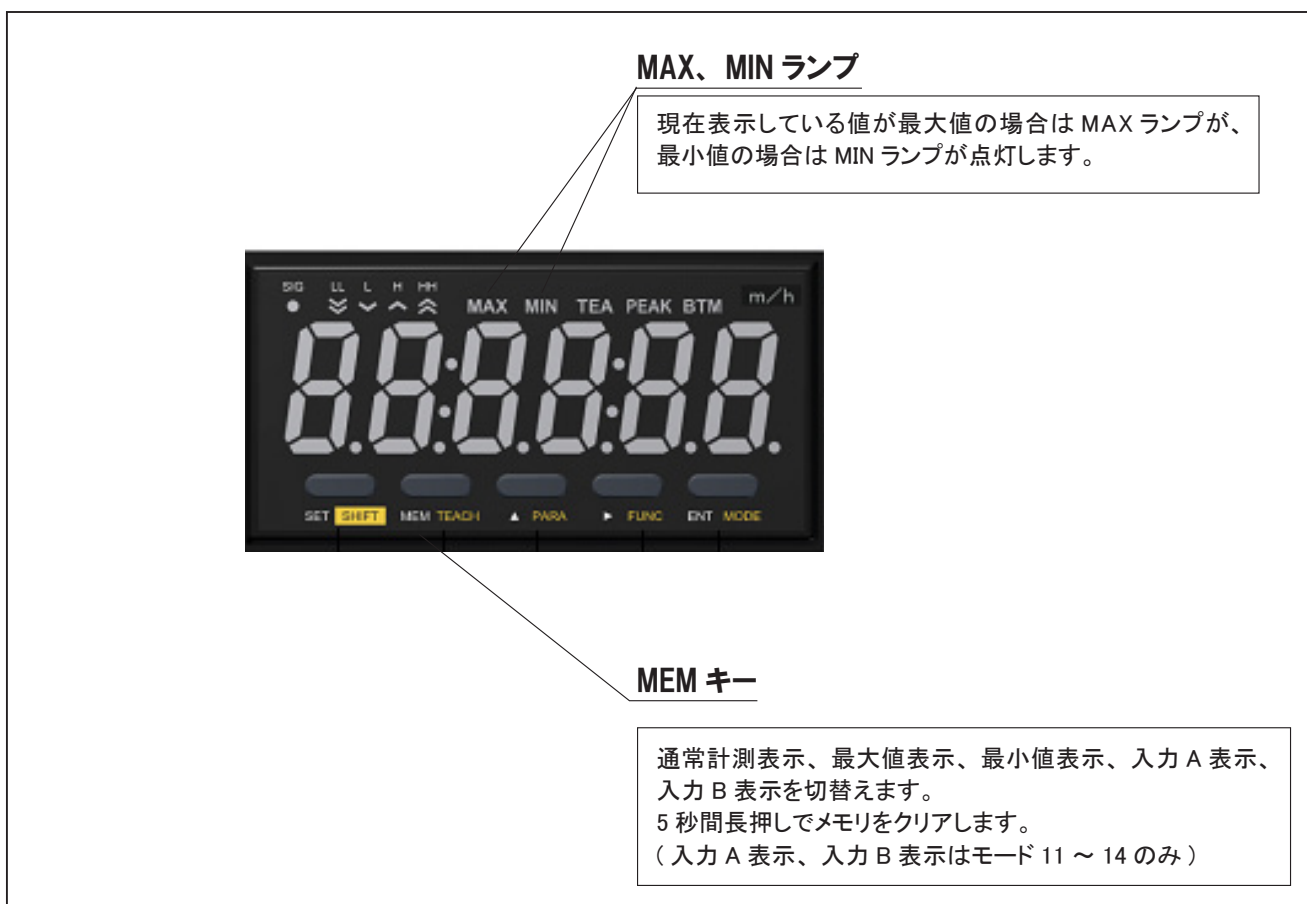 MAX、MIN ランプ
現在表示している値が最大値の場合は MAX ランプが、
最小値の場合は MIN ランプが点灯します。
SIG LL L H HH
MAX MIN TEA PEAK BTM m/h
88:88:88
SET SHIFT MEM TEACH ▲ PARA ► FUNC ENT MODE
MEM キー
通常計測表示、最大値表示、最小値表示、入力 A 表示、
入力 B 表示を切替えます。
5 秒間長押しでメモリをクリアします。
( 入力 A 表示、入力 B 表示はモード 11 ～ 14 のみ )